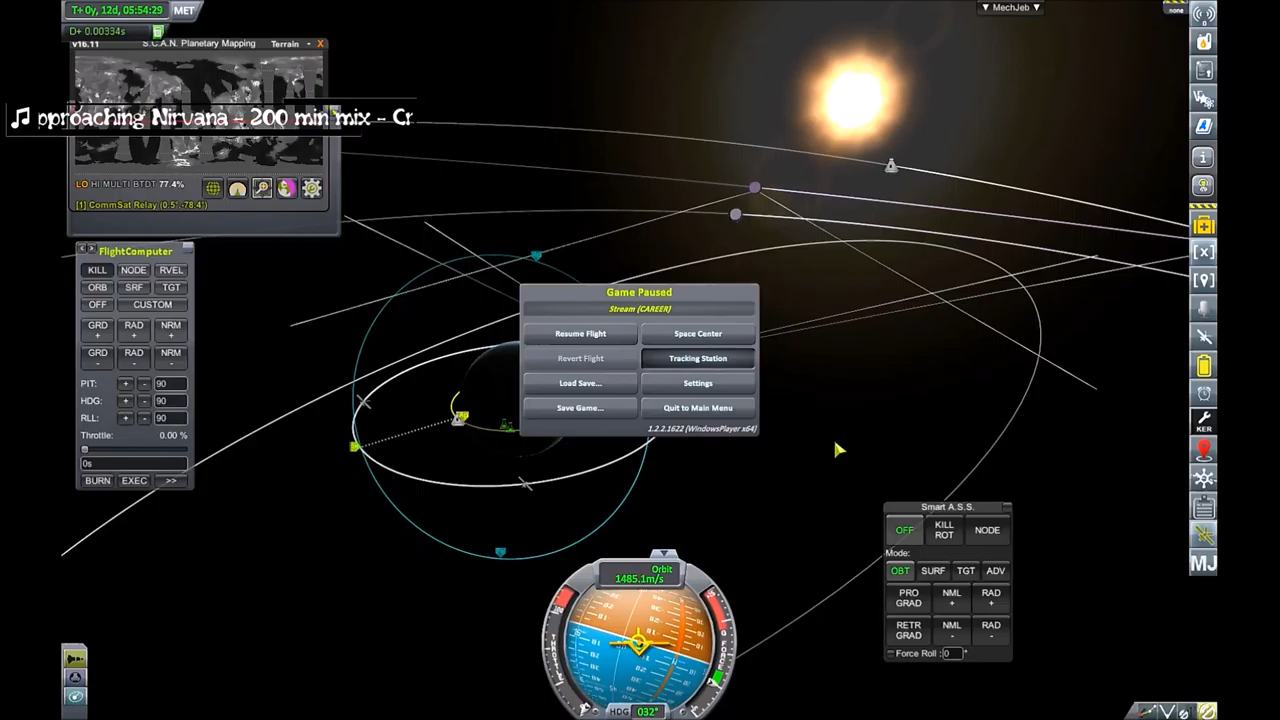 T+ 0y, 12d, 05:54:29 MET
D+ 0.00334s
▼ MechJeb ▼
none
v16.11 S.C.A.N. Planetary Mapping Terrain - X
♫ pproaching Nirvana - 200 min mix - Cr
LO HI MULTI BTDT 77.4%
[1] CommSat Relay (0.5°,-78.4°)
FlightComputer
KILL NODE RVEL
ORB SRF TGT
OFF CUSTOM
GRD + RAD + NRM +
GRD - RAD - NRM -
PIT: + - 90
HDG: + - 90
RLL: + - 90
Throttle: 0.00 %
0s
BURN EXEC >>
Game Paused
Stream (CAREER)
Resume Flight Space Center
Revert Flight Tracking Station
Load Save... Settings
Save Game... Quit to Main Menu
1.2.2.1622 (WindowsPlayer x64)
KER
MJ
Smart A.S.S.
OFF KILL ROT NODE
Mode:
OBT SURF TGT ADV
PRO GRAD NML + RAD +
RETR GRAD NML - RAD -
Force Roll : 0 °
Orbit
1485.1m/s
HDG 032°